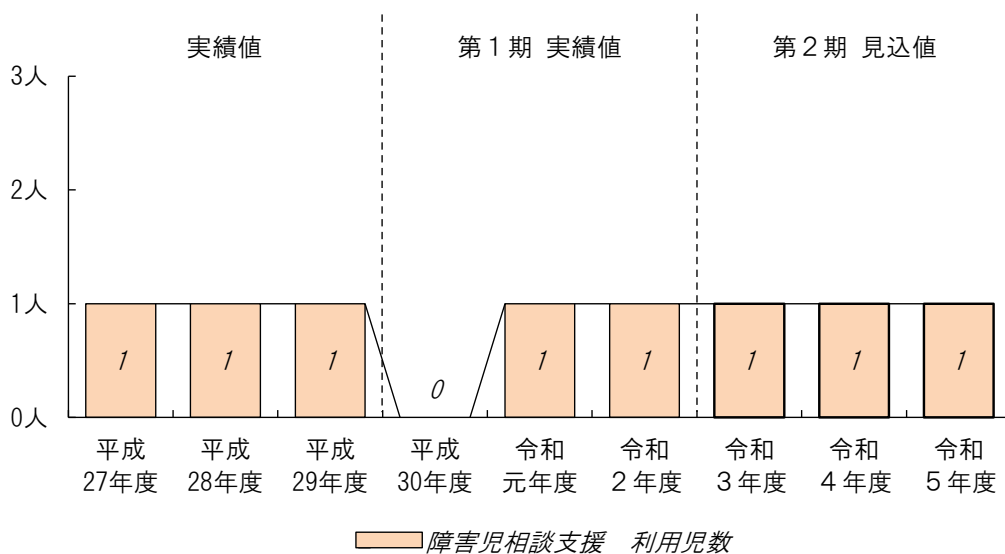 実績値
第１期 実績値
第２期 見込値
3人
2人
1人
0人
1
1
1
0
1
1
1
1
1
平成
27年度
平成
28年度
平成
29年度
平成
30年度
令和
元年度
令和
２年度
令和
３年度
令和
４年度
令和
５年度
障害児相談支援　利用児数